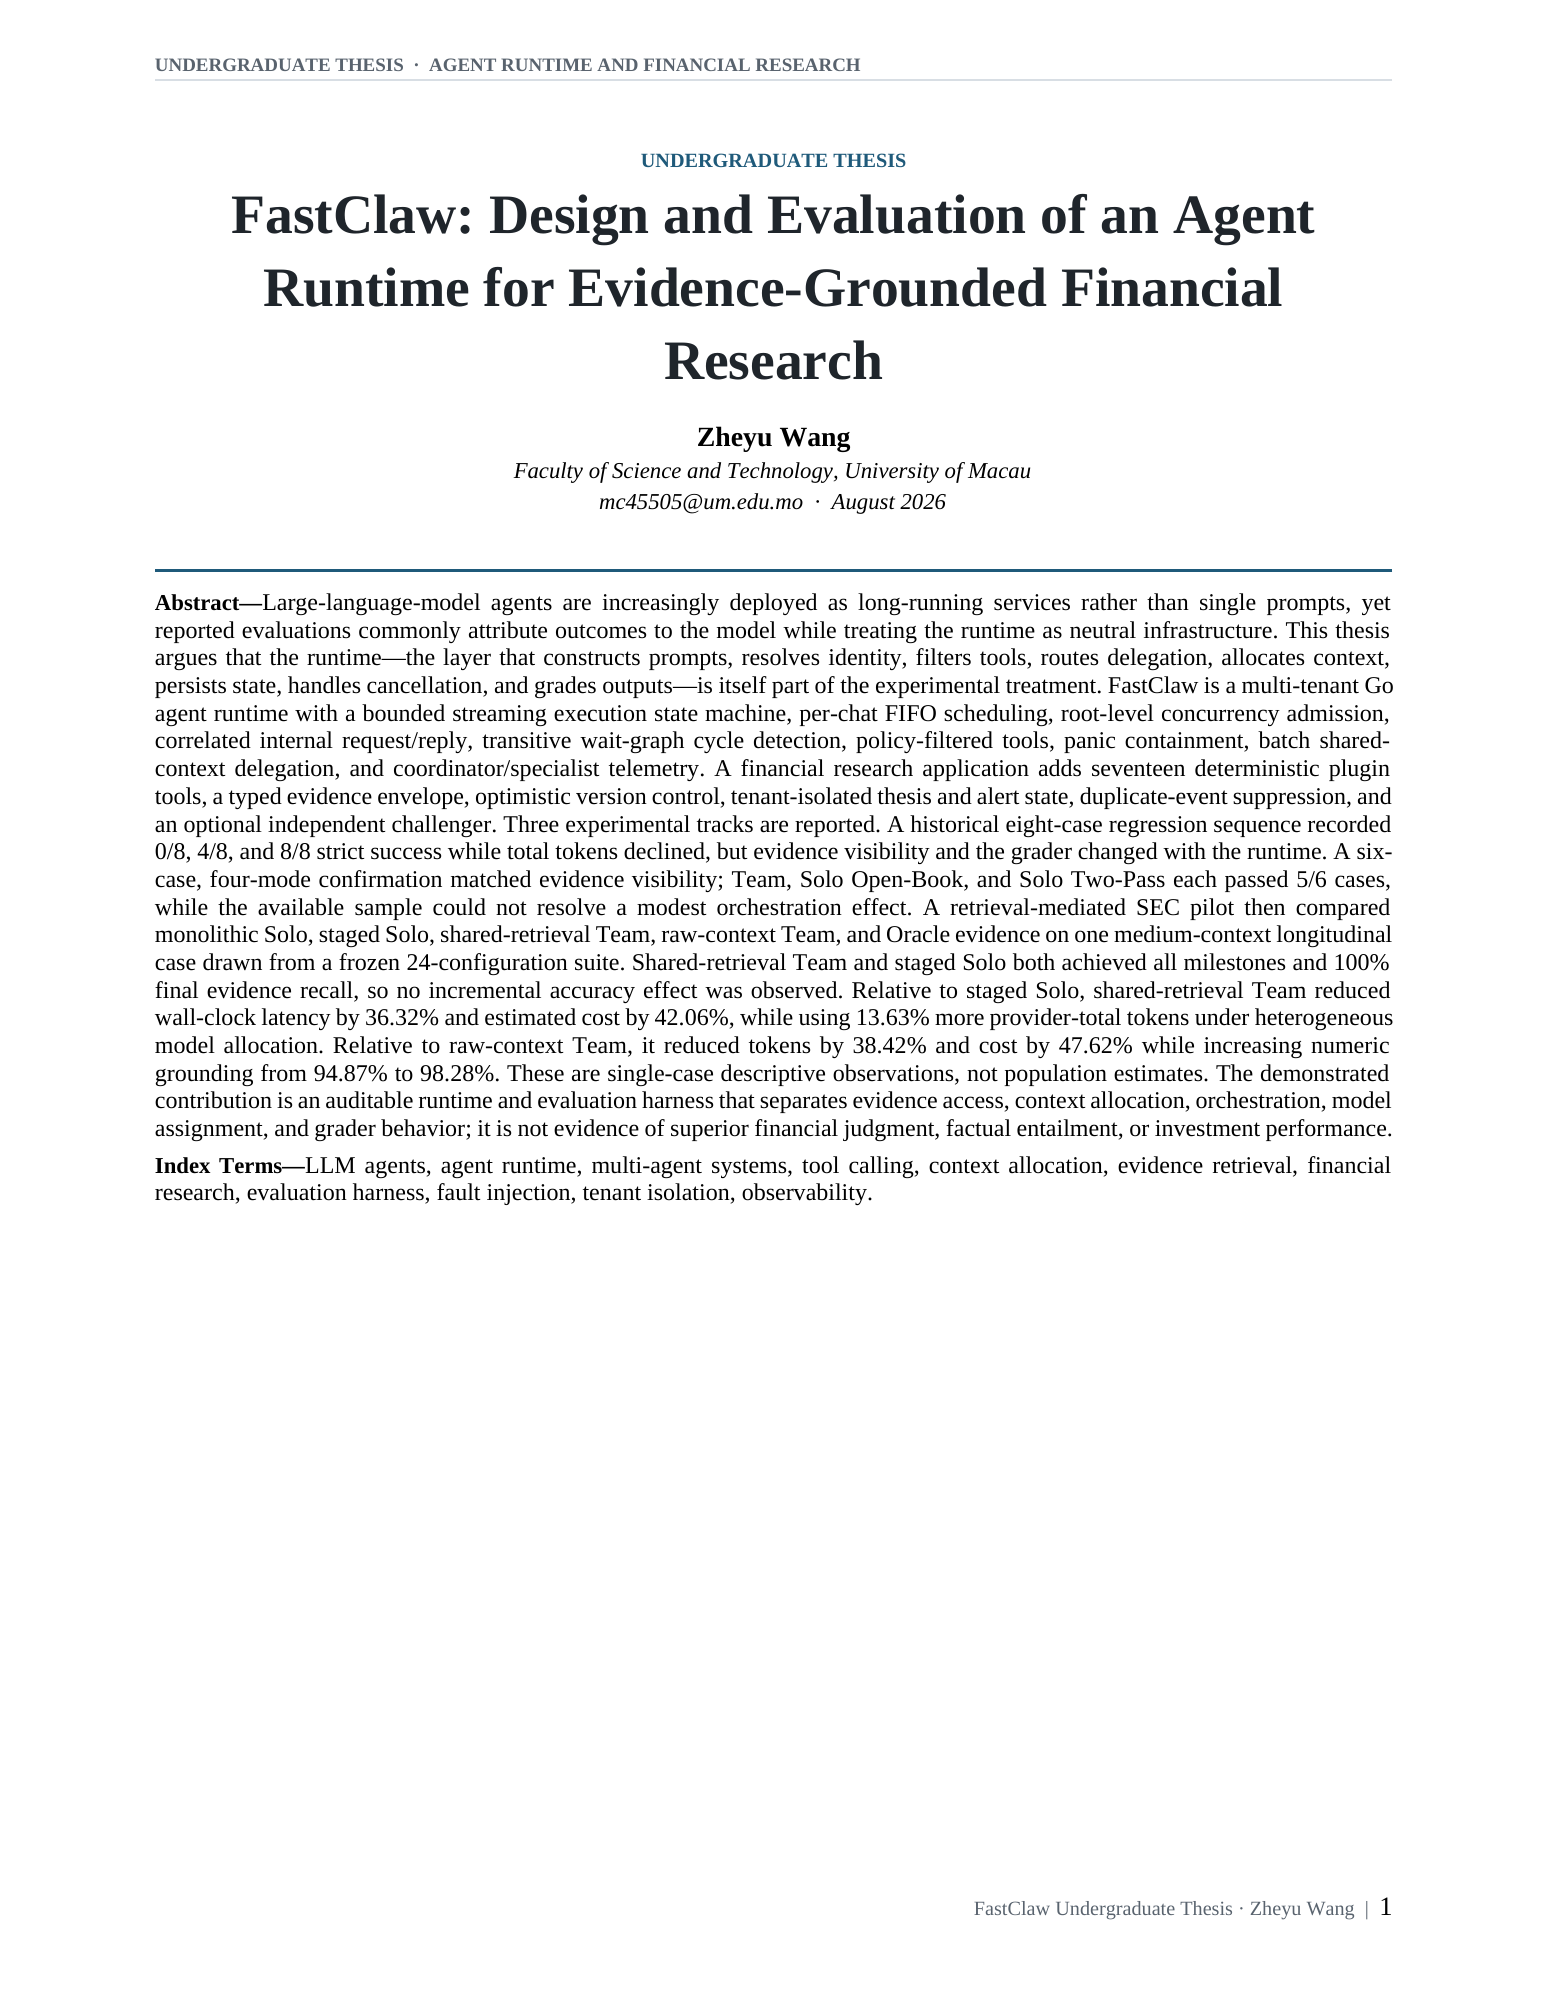 UNDERGRADUATE THESIS · AGENT RUNTIME AND FINANCIAL RESEARCH
UNDERGRADUATE THESIS
FastClaw: Design and Evaluation of an Agent
Runtime for Evidence-Grounded Financial
Research
Zheyu Wang
Faculty of Science and Technology, University of Macau
mc45505@um.edu.mo · August 2026
Abstract—Large-language-model agents are increasingly deployed as long-running services rather than single prompts, yet
reported evaluations commonly attribute outcomes to the model while treating the runtime as neutral infrastructure. This thesis
argues that the runtime—the layer that constructs prompts, resolves identity, filters tools, routes delegation, allocates context,
persists state, handles cancellation, and grades outputs—is itself part of the experimental treatment. FastClaw is a multi-tenant Go
agent runtime with a bounded streaming execution state machine, per-chat FIFO scheduling, root-level concurrency admission,
correlated internal request/reply, transitive wait-graph cycle detection, policy-filtered tools, panic containment, batch shared-
context delegation, and coordinator/specialist telemetry. A financial research application adds seventeen deterministic plugin
tools, a typed evidence envelope, optimistic version control, tenant-isolated thesis and alert state, duplicate-event suppression, and
an optional independent challenger. Three experimental tracks are reported. A historical eight-case regression sequence recorded
0/8, 4/8, and 8/8 strict success while total tokens declined, but evidence visibility and the grader changed with the runtime. A six-
case, four-mode confirmation matched evidence visibility; Team, Solo Open-Book, and Solo Two-Pass each passed 5/6 cases,
while the available sample could not resolve a modest orchestration effect. A retrieval-mediated SEC pilot then compared
monolithic Solo, staged Solo, shared-retrieval Team, raw-context Team, and Oracle evidence on one medium-context longitudinal
case drawn from a frozen 24-configuration suite. Shared-retrieval Team and staged Solo both achieved all milestones and 100%
final evidence recall, so no incremental accuracy effect was observed. Relative to staged Solo, shared-retrieval Team reduced
wall-clock latency by 36.32% and estimated cost by 42.06%, while using 13.63% more provider-total tokens under heterogeneous
model allocation. Relative to raw-context Team, it reduced tokens by 38.42% and cost by 47.62% while increasing numeric
grounding from 94.87% to 98.28%. These are single-case descriptive observations, not population estimates. The demonstrated
contribution is an auditable runtime and evaluation harness that separates evidence access, context allocation, orchestration, model
assignment, and grader behavior; it is not evidence of superior financial judgment, factual entailment, or investment performance.
Index Terms—LLM agents, agent runtime, multi-agent systems, tool calling, context allocation, evidence retrieval, financial
research, evaluation harness, fault injection, tenant isolation, observability.
FastClaw Undergraduate Thesis · Zheyu Wang | 1